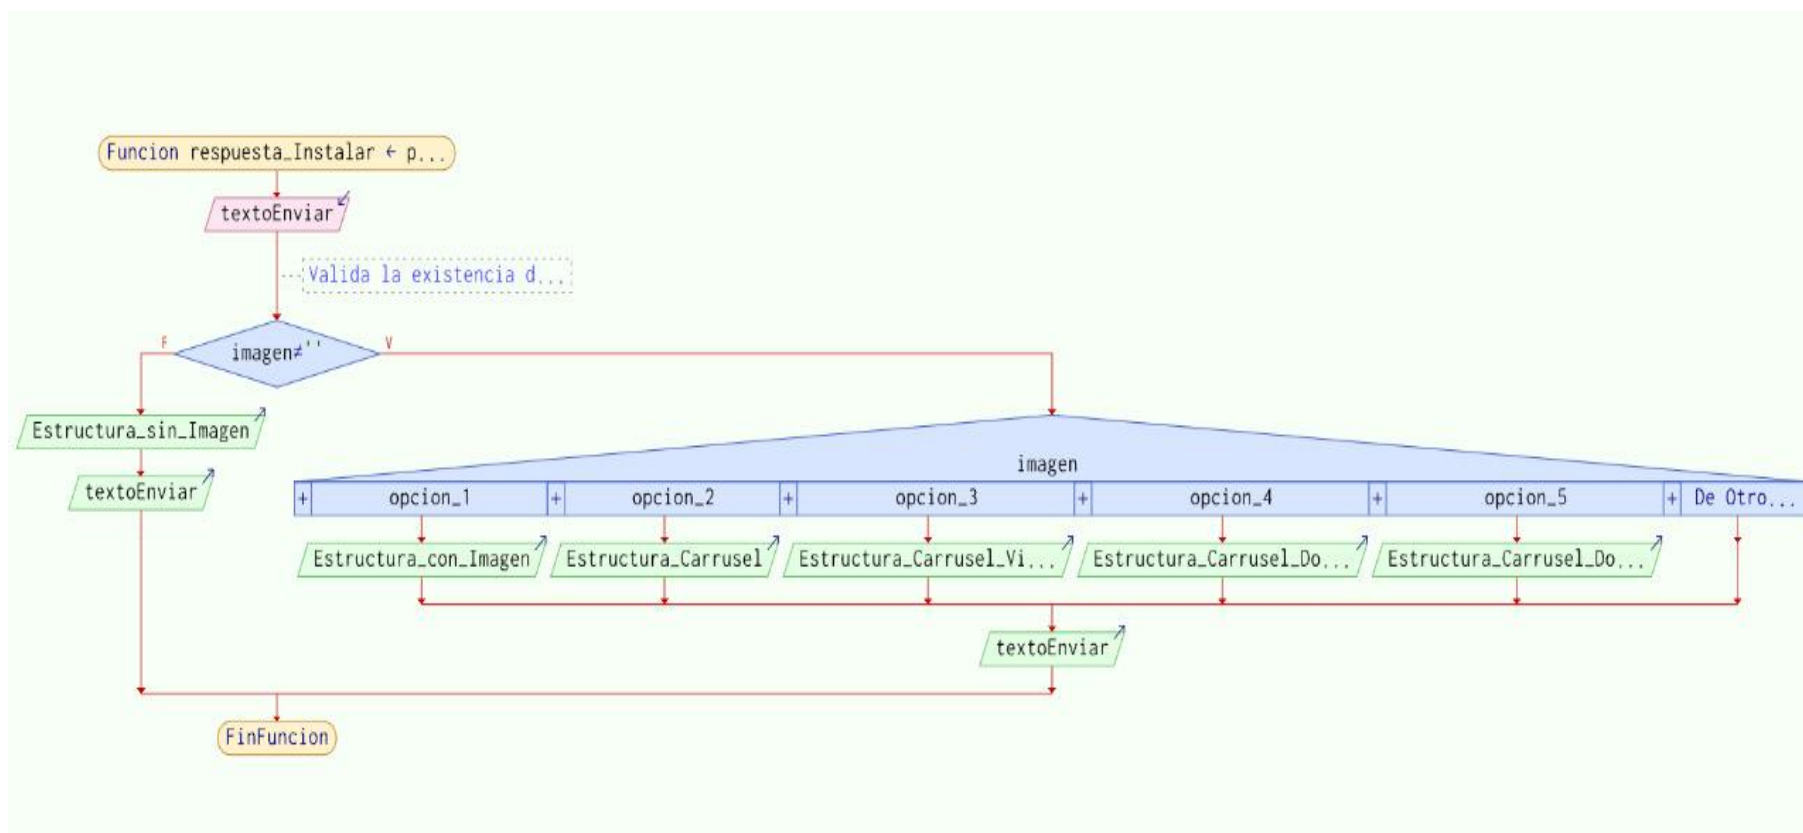 Funcion respuesta_Instalar ← p...
textoEnviar
Valida la existencia d...
F
V
imagen≠''
Estructura_sin_Imagen
textoEnviar
imagen
+ opcion_1 + opcion_2 + opcion_3 + opcion_4 + opcion_5 + De Otro...
Estructura_con_Imagen Estructura_Carrusel Estructura_Carrusel_Vi... Estructura_Carrusel_Do... Estructura_Carrusel_Do...
textoEnviar
FinFuncion